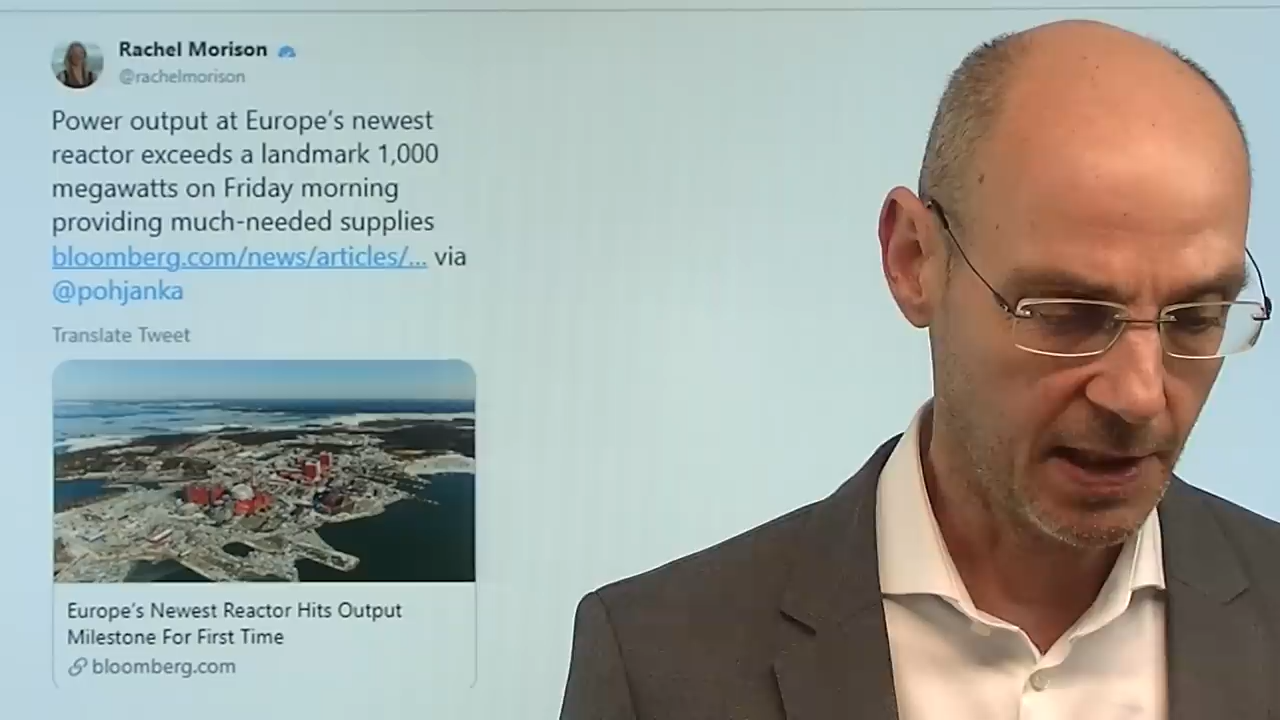 Rachel Morison
@rachelmorison
Power output at Europe's newest
reactor exceeds a landmark 1,000
megawatts on Friday morning
providing much-needed supplies
bloomberg.com/news/articles/... via
@pohjanka
Translate Tweet
Europe's Newest Reactor Hits Output
Milestone For First Time
bloomberg.com